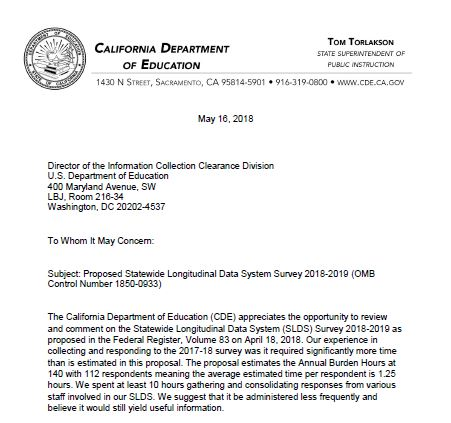 CALIFORNIA DEPARTMENT
OF EDUCATION
TOM TORLAKSON
STATE SUPERINTENDENT OF
PUBLIC INSTRUCTION
1430 N STREET, SACRAMENTO, CA 95814-5901 • 916-319-0800 • WWW.CDE.CA.GOV
May 16, 2018
Director of the Information Collection Clearance Division
U.S. Department of Education
400 Maryland Avenue, SW
LBJ, Room 216-34
Washington, DC 20202-4537
To Whom It May Concern:
Subject: Proposed Statewide Longitudinal Data System Survey 2018-2019 (OMB
Control Number 1850-0933)
The California Department of Education (CDE) appreciates the opportunity to review
and comment on the Statewide Longitudinal Data System (SLDS) Survey 2018-2019 as
proposed in the Federal Register, Volume 83 on April 18, 2018. Our experience in
collecting and responding to the 2017-18 survey was it required significantly more time
than is estimated in this proposal. The proposal estimates the Annual Burden Hours at
140 with 112 respondents meaning the average estimated time per respondent is 1.25
hours. We spent at least 10 hours gathering and consolidating responses from various
staff involved in our SLDS. We suggest that it be administered less frequently and
believe it would still yield useful information.